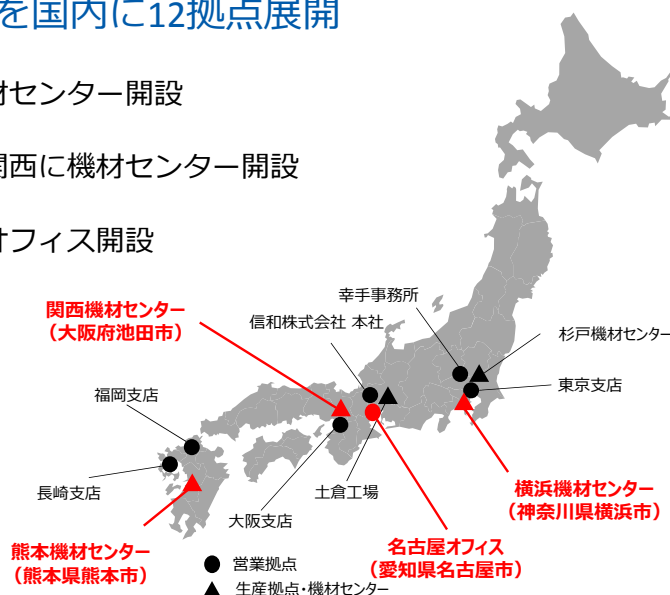 を国内に12拠点展開
材センター開設
関西に機材センター開設
オフィス開設
関西機材センター
（大阪府池田市）
幸手事務所
信和株式会社 本社
杉戸機材センター
東京支店
福岡支店
長崎支店
土倉工場
大阪支店
横浜機材センター
（神奈川県横浜市）
名古屋オフィス
（愛知県名古屋市）
熊本機材センター
（熊本県熊本市）
営業拠点
生産拠点・機材センター